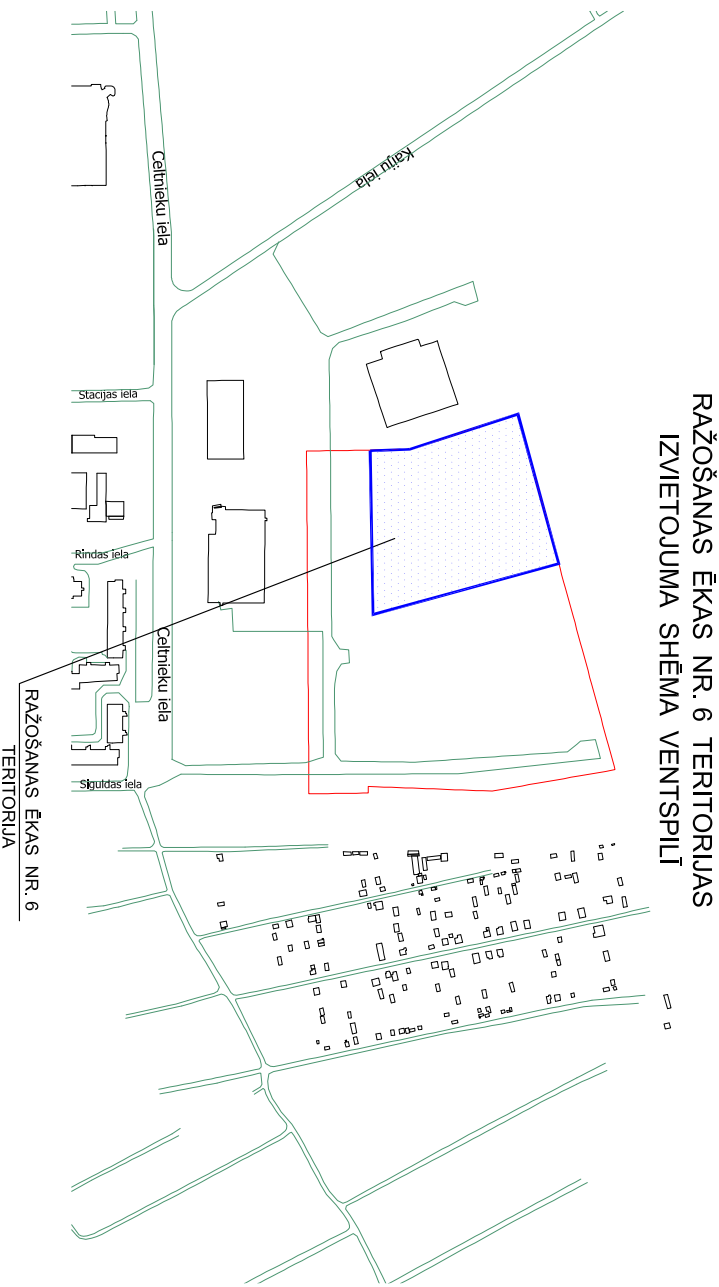 RAŽOŠANAS ĒKAS NR. 6 TERITORIJAS
IZVIETOJUMA SHĒMA VENTSPILĪ
Kaiju iela
Celtnieku iela
Stacijas iela
Rindas iela
Celtnieku iela
Siguldas iela
RAŽOŠANAS ĒKAS NR. 6
TERITORIJA